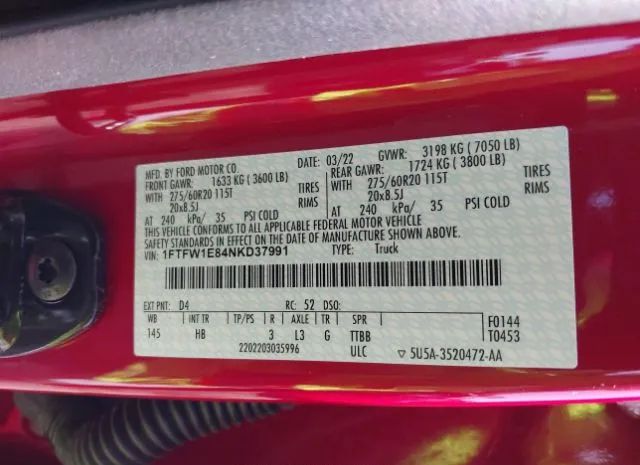 MFD. BY FORD MOTOR CO.
03/22 GVWR: 3198 KG ( 7050 LB)
FRONT GAWR: 1633 KG ( 3600 LB) REAR GAWR: 1724 KG ( 3800 LB)
WITH 275/60R20 115T TIRES WITH 275/60R20 115T TIRES
20x8.5J RIMS 20x8.5J RIMS
AT 240 kPa/ 35 PSI COLD AT 240 kPa/ 35 PSI COLD
THIS VEHICLE CONFORMS TO ALL APPLICABLE FEDERAL MOTOR VEHICLE
SAFETY STANDARDS IN EFFECT ON THE DATE OF MANUFACTURE SHOWN ABOVE.
VIN: 1FTFW1E84NKD37991 TYPE: Truck
EXT PNT: D4 RC: 52 DSO:
WB INT TR TP/PS R AXLE TR SPR F0144
145 HB 3 L3 G TTBB T0453
2202203035996 ULC 5U5A-3520472-AA